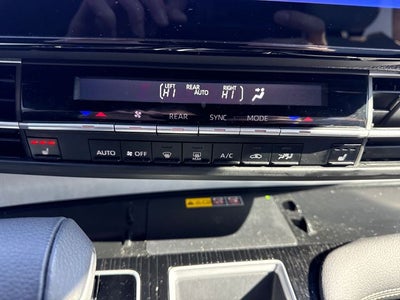 LEFT REAR RIGHT
HI AUTO HI
REAR SYNC MODE
AUTO OFF A/C